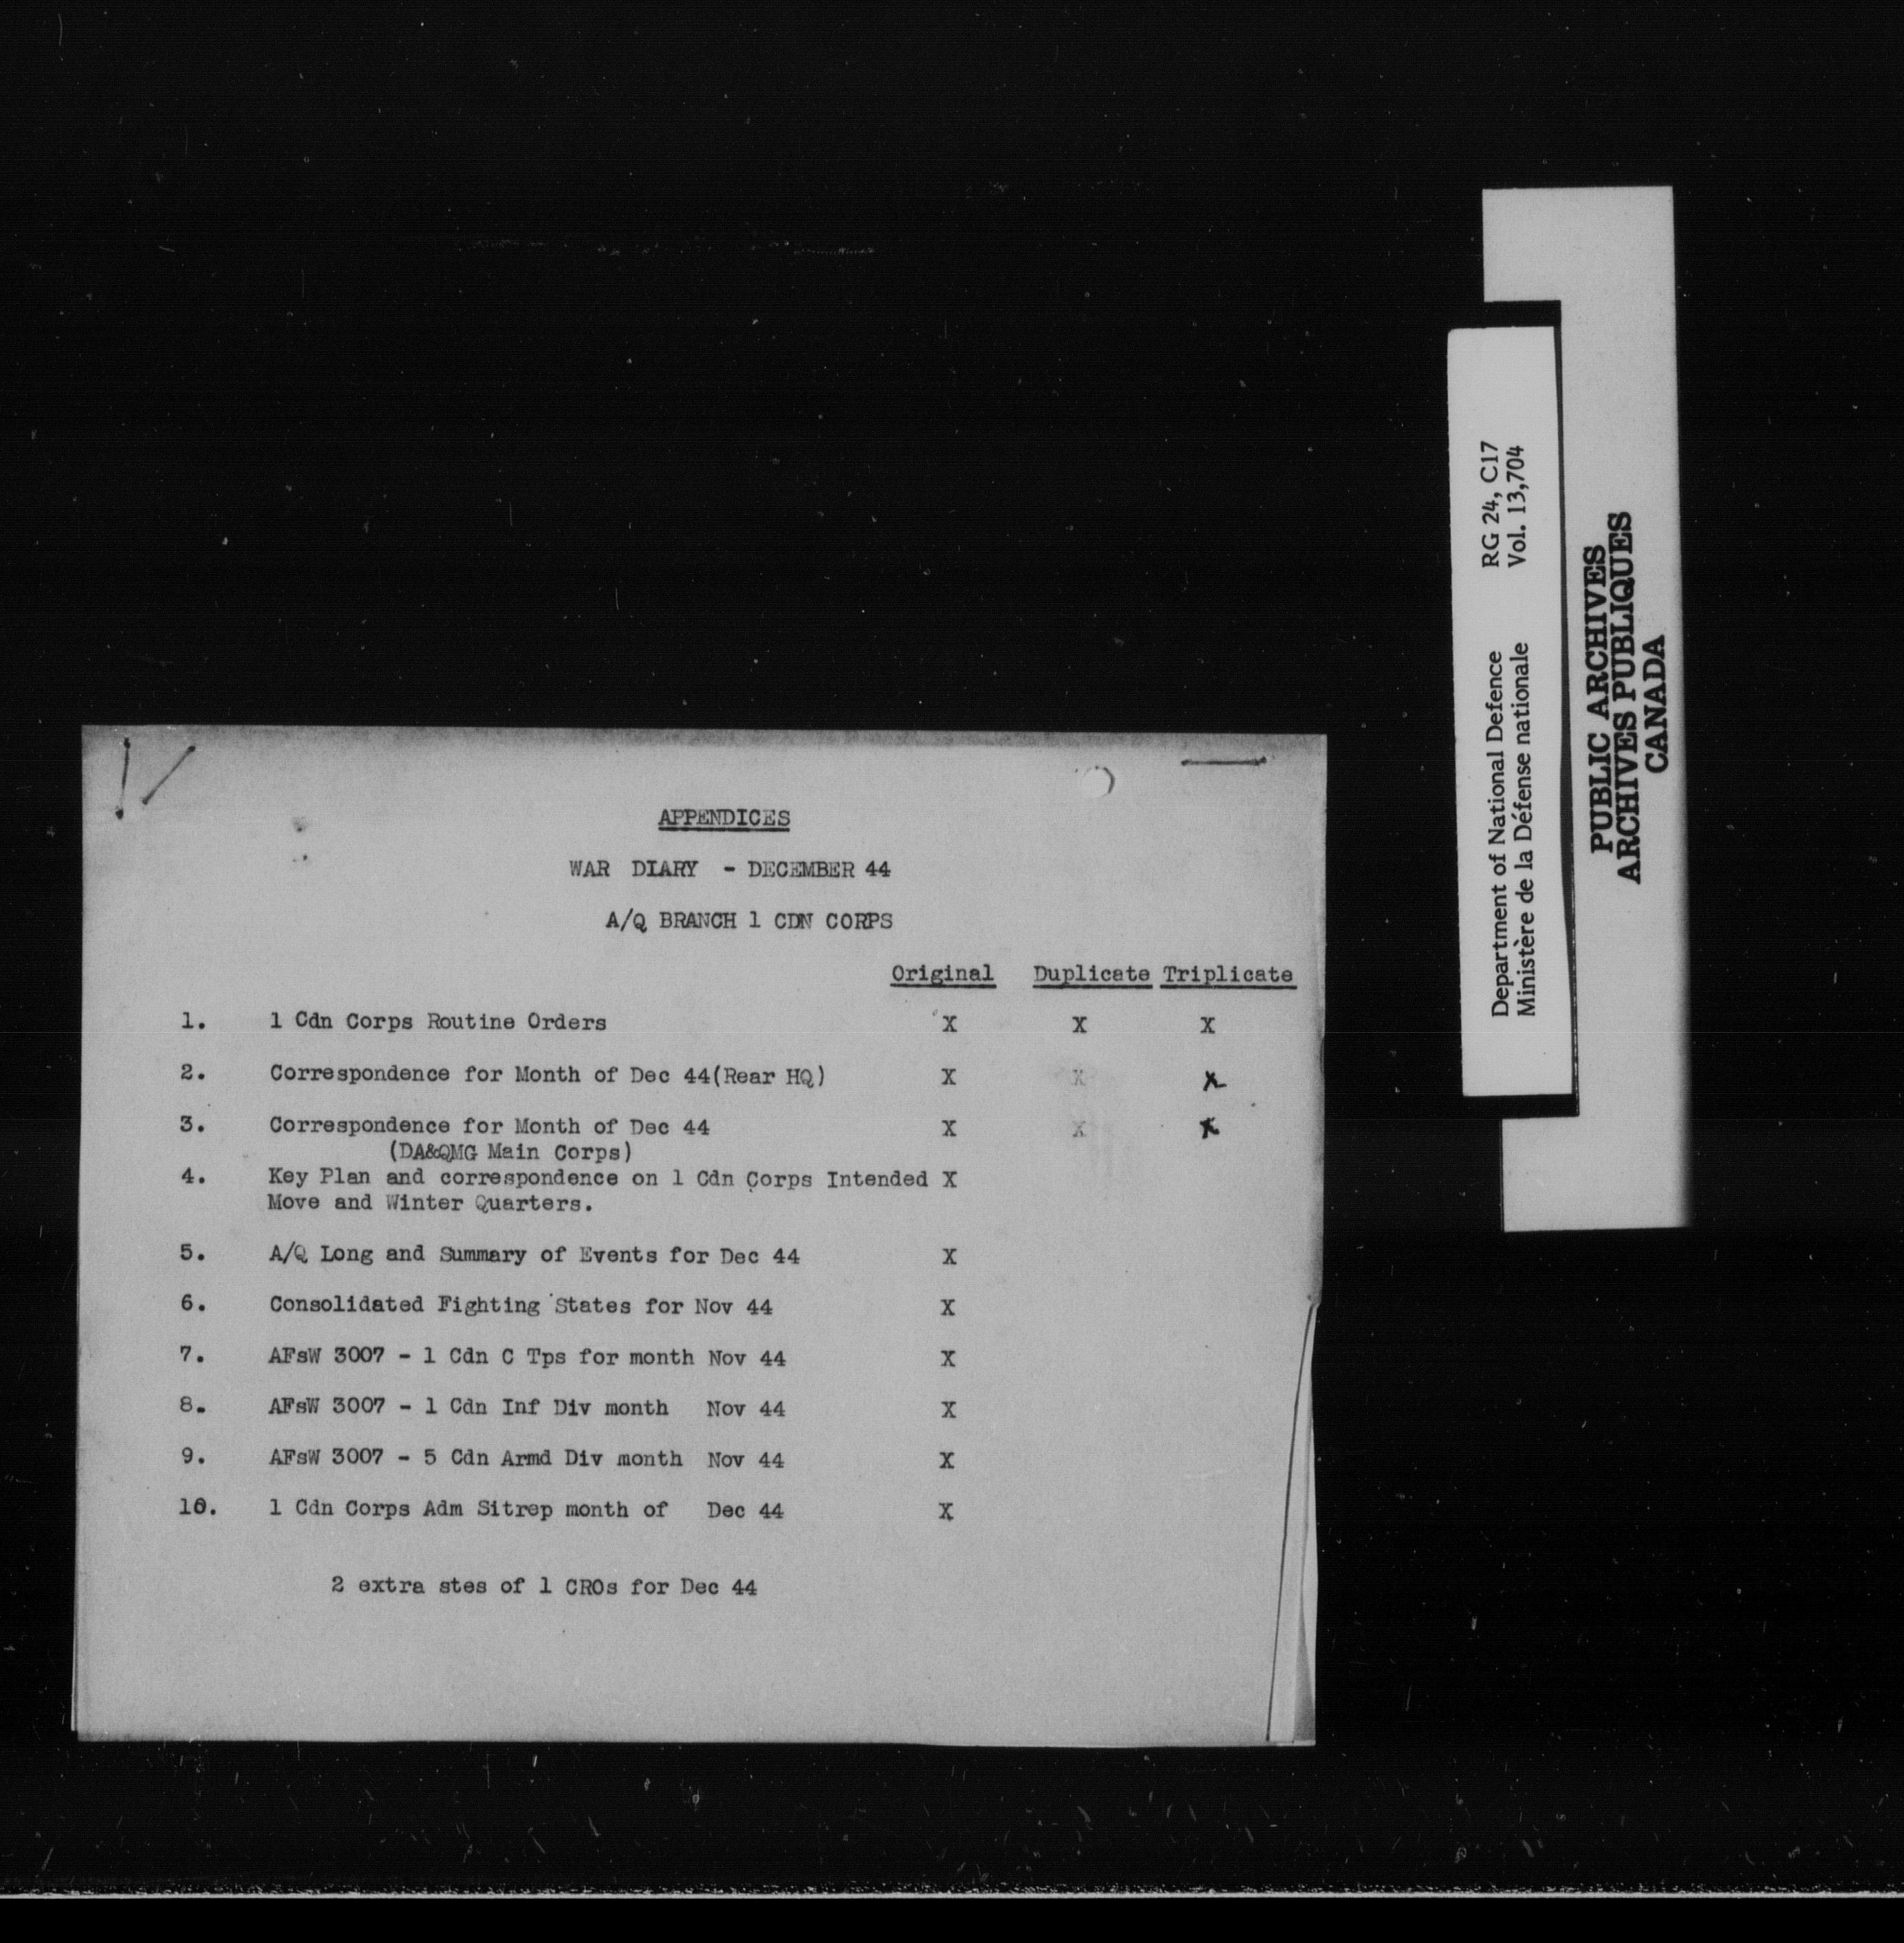 APPENDICES
WAR DIARY - DECEMBER 44
A/Q BRANCH 1 CDN CORPS
Original Duplicate Triplicate
1. 1 Cdn Corps Routine Orders X X X
2. Correspondence for Month of Dec 44(Rear HQ) X X X
3. Correspondence for Month of Dec 44 X X X
(DA&QMG Main Corps)
4. Key Plan and correspondence on 1 Cdn Corps Intended X
Move and Winter Quarters.
5. A/Q Long and Summary of Events for Dec 44 X
6. Consolidated Fighting States for Nov 44 X
7. AFsW 3007 - 1 Cdn C Tps for month Nov 44 X
8. AFsW 3007 - 1 Cdn Inf Div month Nov 44 X
9. AFsW 3007 - 5 Cdn Armd Div month Nov 44 X
10. 1 Cdn Corps Adm Sitrep month of Dec 44 X
2 extra stes of 1 CROs for Dec 44
Department of National Defence RG 24, C17
Ministère de la Défense nationale Vol. 13,704
PUBLIC ARCHIVES
ARCHIVES PUBLIQUES
CANADA